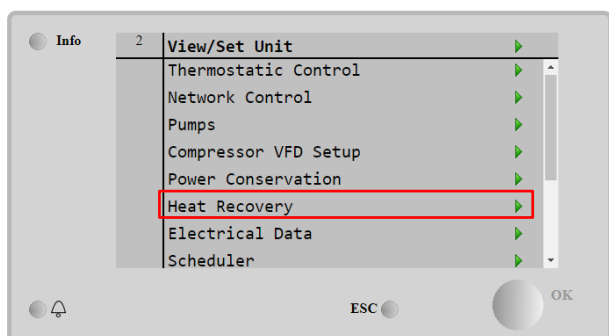 Info
2 View/Set Unit
Thermostatic Control
Network Control
Pumps
Compressor VFD Setup
Power Conservation
Heat Recovery
Electrical Data
Scheduler
OK
ESC